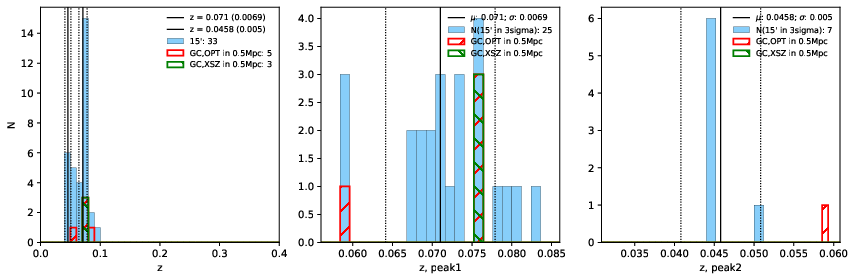 z = 0.071 (0.0069)
z = 0.0458 (0.005)
15': 33
GC,OPT in 0.5Mpc: 5
GC,XSZ in 0.5Mpc: 3
14
12
10
8
6
4
2
0
N
0.0 0.1 0.2 0.3 0.4
z
μ: 0.071; σ: 0.0069
N(15' in 3sigma): 25
GC,OPT in 0.5Mpc
GC,XSZ in 0.5Mpc
4.0
3.5
3.0
2.5
2.0
1.5
1.0
0.5
0.0
0.060 0.065 0.070 0.075 0.080 0.085
z, peak1
μ: 0.0458; σ: 0.005
N(15' in 3sigma): 7
GC,OPT in 0.5Mpc
GC,XSZ in 0.5Mpc
6
5
4
3
2
1
0
0.035 0.040 0.045 0.050 0.055 0.060
z, peak2